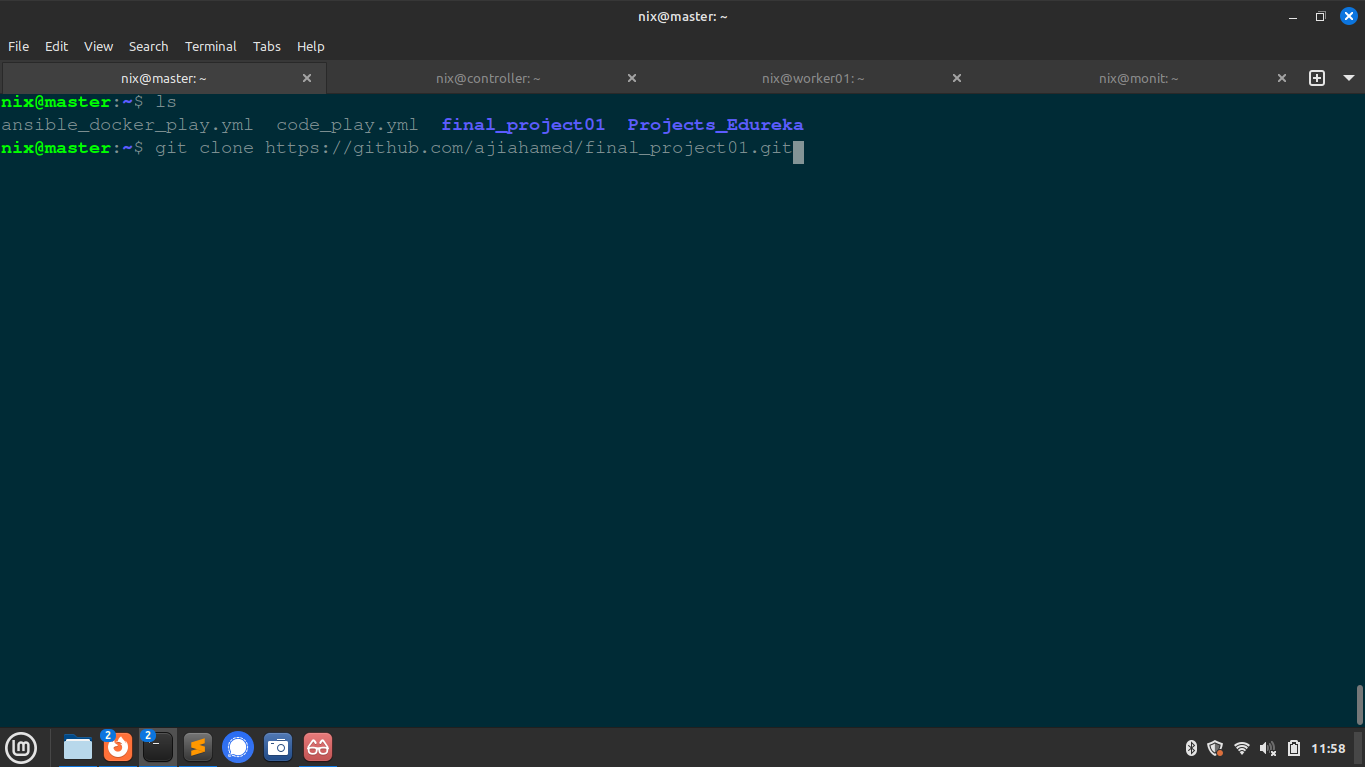 nix@master: ~
File Edit View Search Terminal Tabs Help
nix@master: ~ nix@controller: ~ nix@worker01: ~ nix@monit: ~
nix@master:~$ ls
ansible_docker_play.yml code_play.yml final_project01 Projects_Edureka
nix@master:~$ git clone https://github.com/ajiahamed/final_project01.git
2 2 11:58